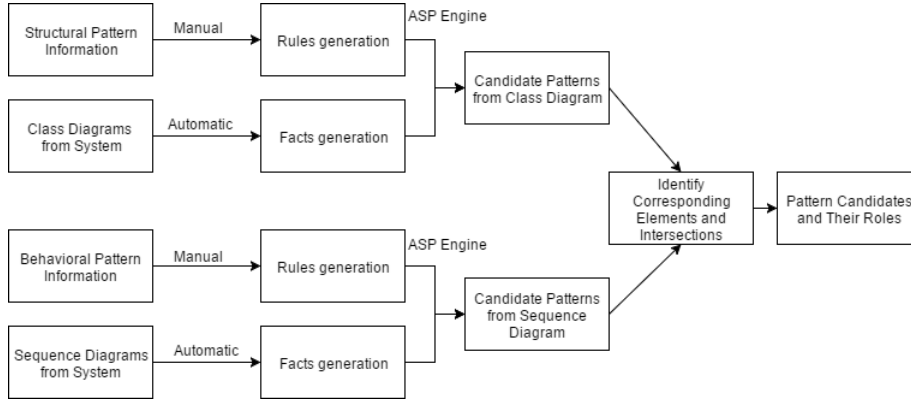 Structural Pattern
Information
Manual
Rules generation
ASP Engine
Class Diagrams
from System
Automatic
Facts generation
Candidate Patterns
from Class Diagram
Identify
Corresponding
Elements and
Intersections
Pattern Candidates
and Their Roles
Behavioral Pattern
Information
Manual
Rules generation
ASP Engine
Sequence Diagrams
from System
Automatic
Facts generation
Candidate Patterns
from Sequence
Diagram